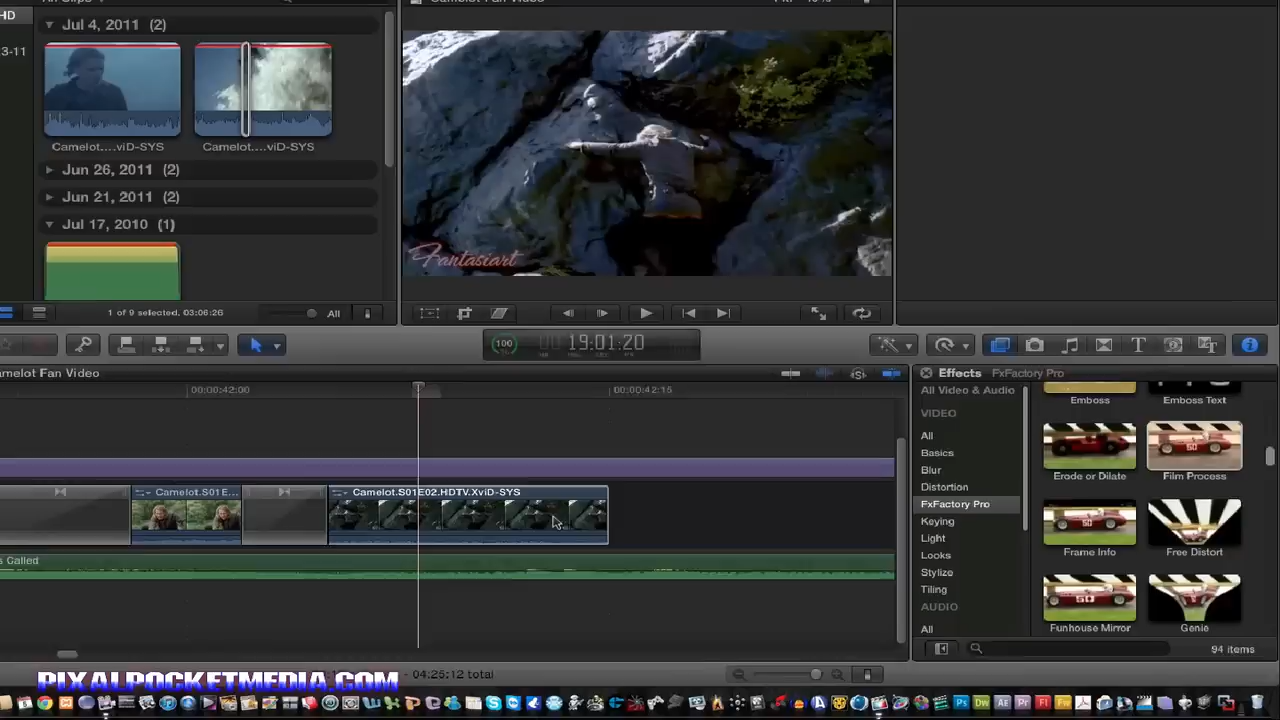 HD
Jul 4, 2011 (2)
3-11
Camelot....viD-SYS
Camelot....viD-SYS
Jun 26, 2011 (2)
Jun 21, 2011 (2)
Jul 17, 2010 (1)
Fantasiart
1 of 9 selected, 03:06:26
All
100
19:01:20
amelot Fan Video
00:00:42:00
00:00:42:15
Camelot.S01E...
Camelot.S01E02.HDTV.XviD-SYS
s Called
Effects
FxFactory Pro
All Video & Audio
VIDEO
All
Basics
Blur
Distortion
FxFactory Pro
Keying
Light
Looks
Stylize
Tiling
AUDIO
All
Emboss
Emboss Text
Erode or Dilate
Film Process
Frame Info
Free Distort
Funhouse Mirror
Genie
94 items
04:25:12 total
PIXALPOCKETMEDIA.COM